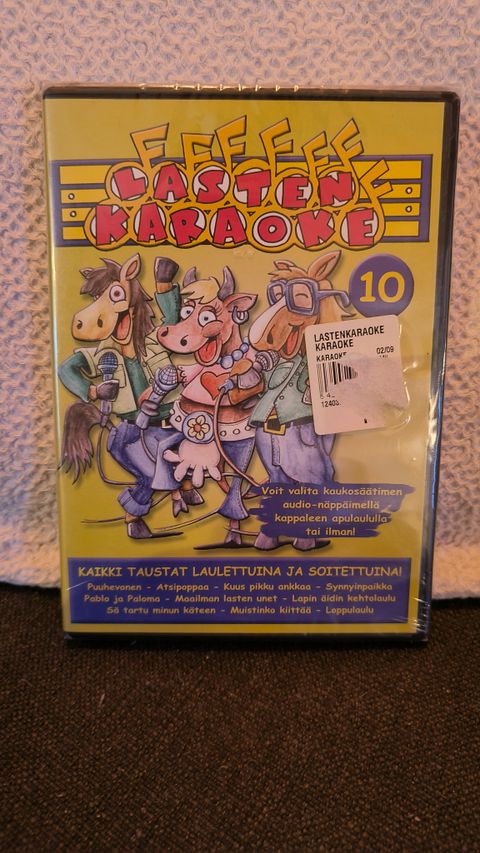 LASTEN
KARAOKE
10
LASTENKARAOKE
KARAOKE
KARAOKE
02/09
Voit valita kaukosäätimen
audio-näppäimellä
kappaleen apulaululla
tai ilman!
KAIKKI TAUSTAT LAULETTUINA JA SOITETTUINA!
Puuhevonen - Atsipoppaa - Kuus pikku ankkaa - Synnyinpaikka
Pablo ja Paloma - Maailman lasten unet - Lapin äidin kehtolaulu
Sä tartu minun käteen - Muistinko kiittää - Loppulaulu